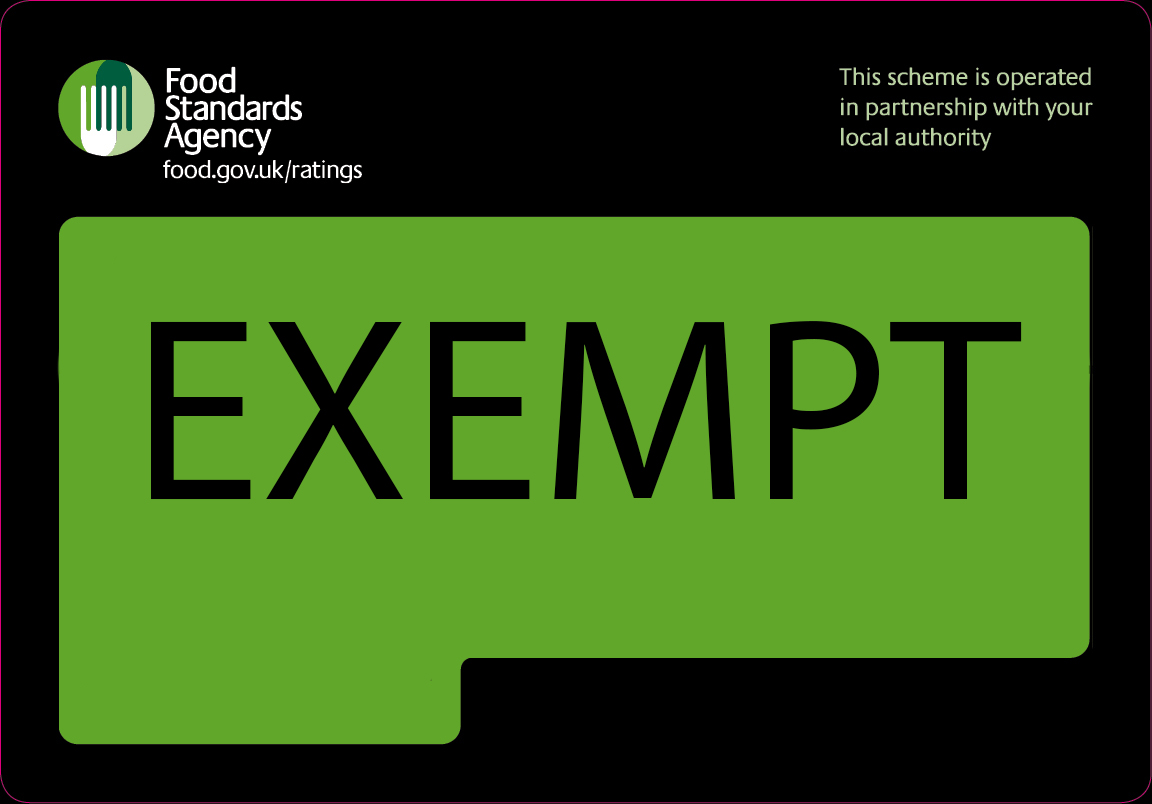 Food
Standards
Agency
food.gov.uk/ratings
This scheme is operated
in partnership with your
local authority
EXEMPT